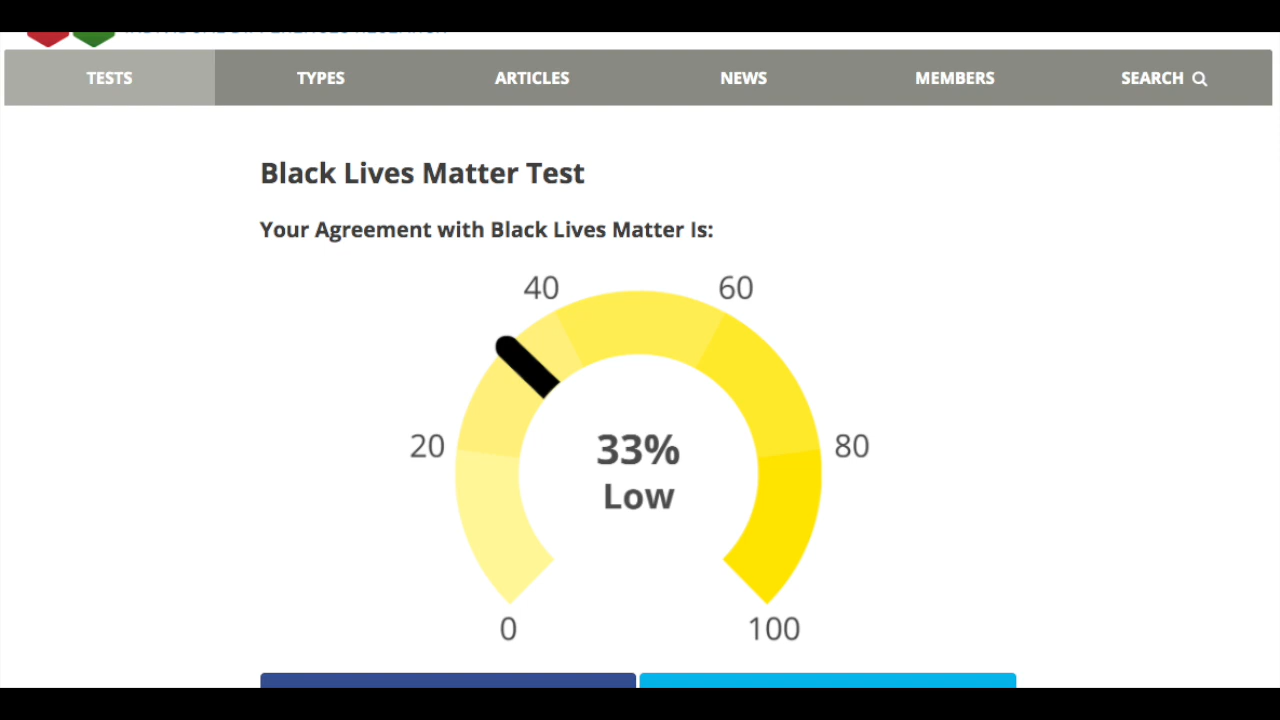 TESTS TYPES ARTICLES NEWS MEMBERS SEARCH
Black Lives Matter Test
Your Agreement with Black Lives Matter Is:
40 60
20 80
33%
Low
0 100